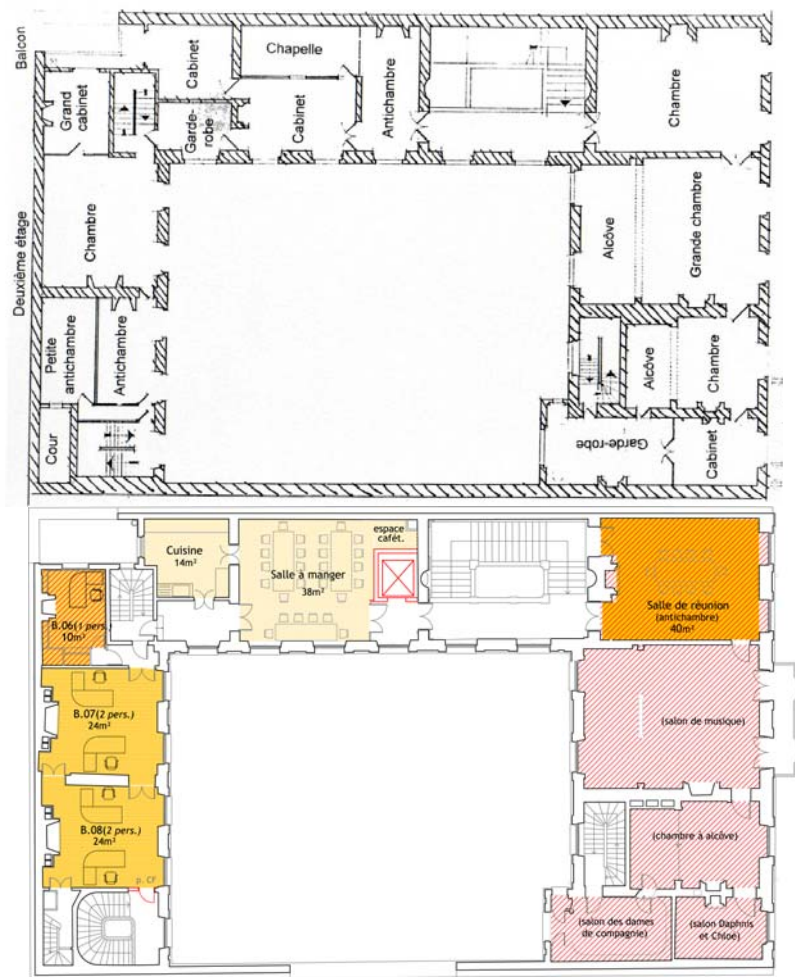 Balcon
Deuxième étage
Grand
cabinet
Cabinet
Garde-
robe
Chapelle
Cabinet
Antichambre
Chambre
Chambre
Alcôve
Grande chambre
Petite
antichambre
Antichambre
Alcôve
Chambre
Cour
Garde-robe
Cabinet
Cuisine
14m²
Salle à manger
38m²
espace
cafét.
Salle de réunion
(antichambre)
40m²
B.06(1 pers.)
10m²
B.07(2 pers.)
24m²
(salon de musique)
B.08(2 pers.)
24m²
p. CF
(chambre à alcôve)
(salon des dames
de compagnie)
(salon Daphnis
et Chloé)